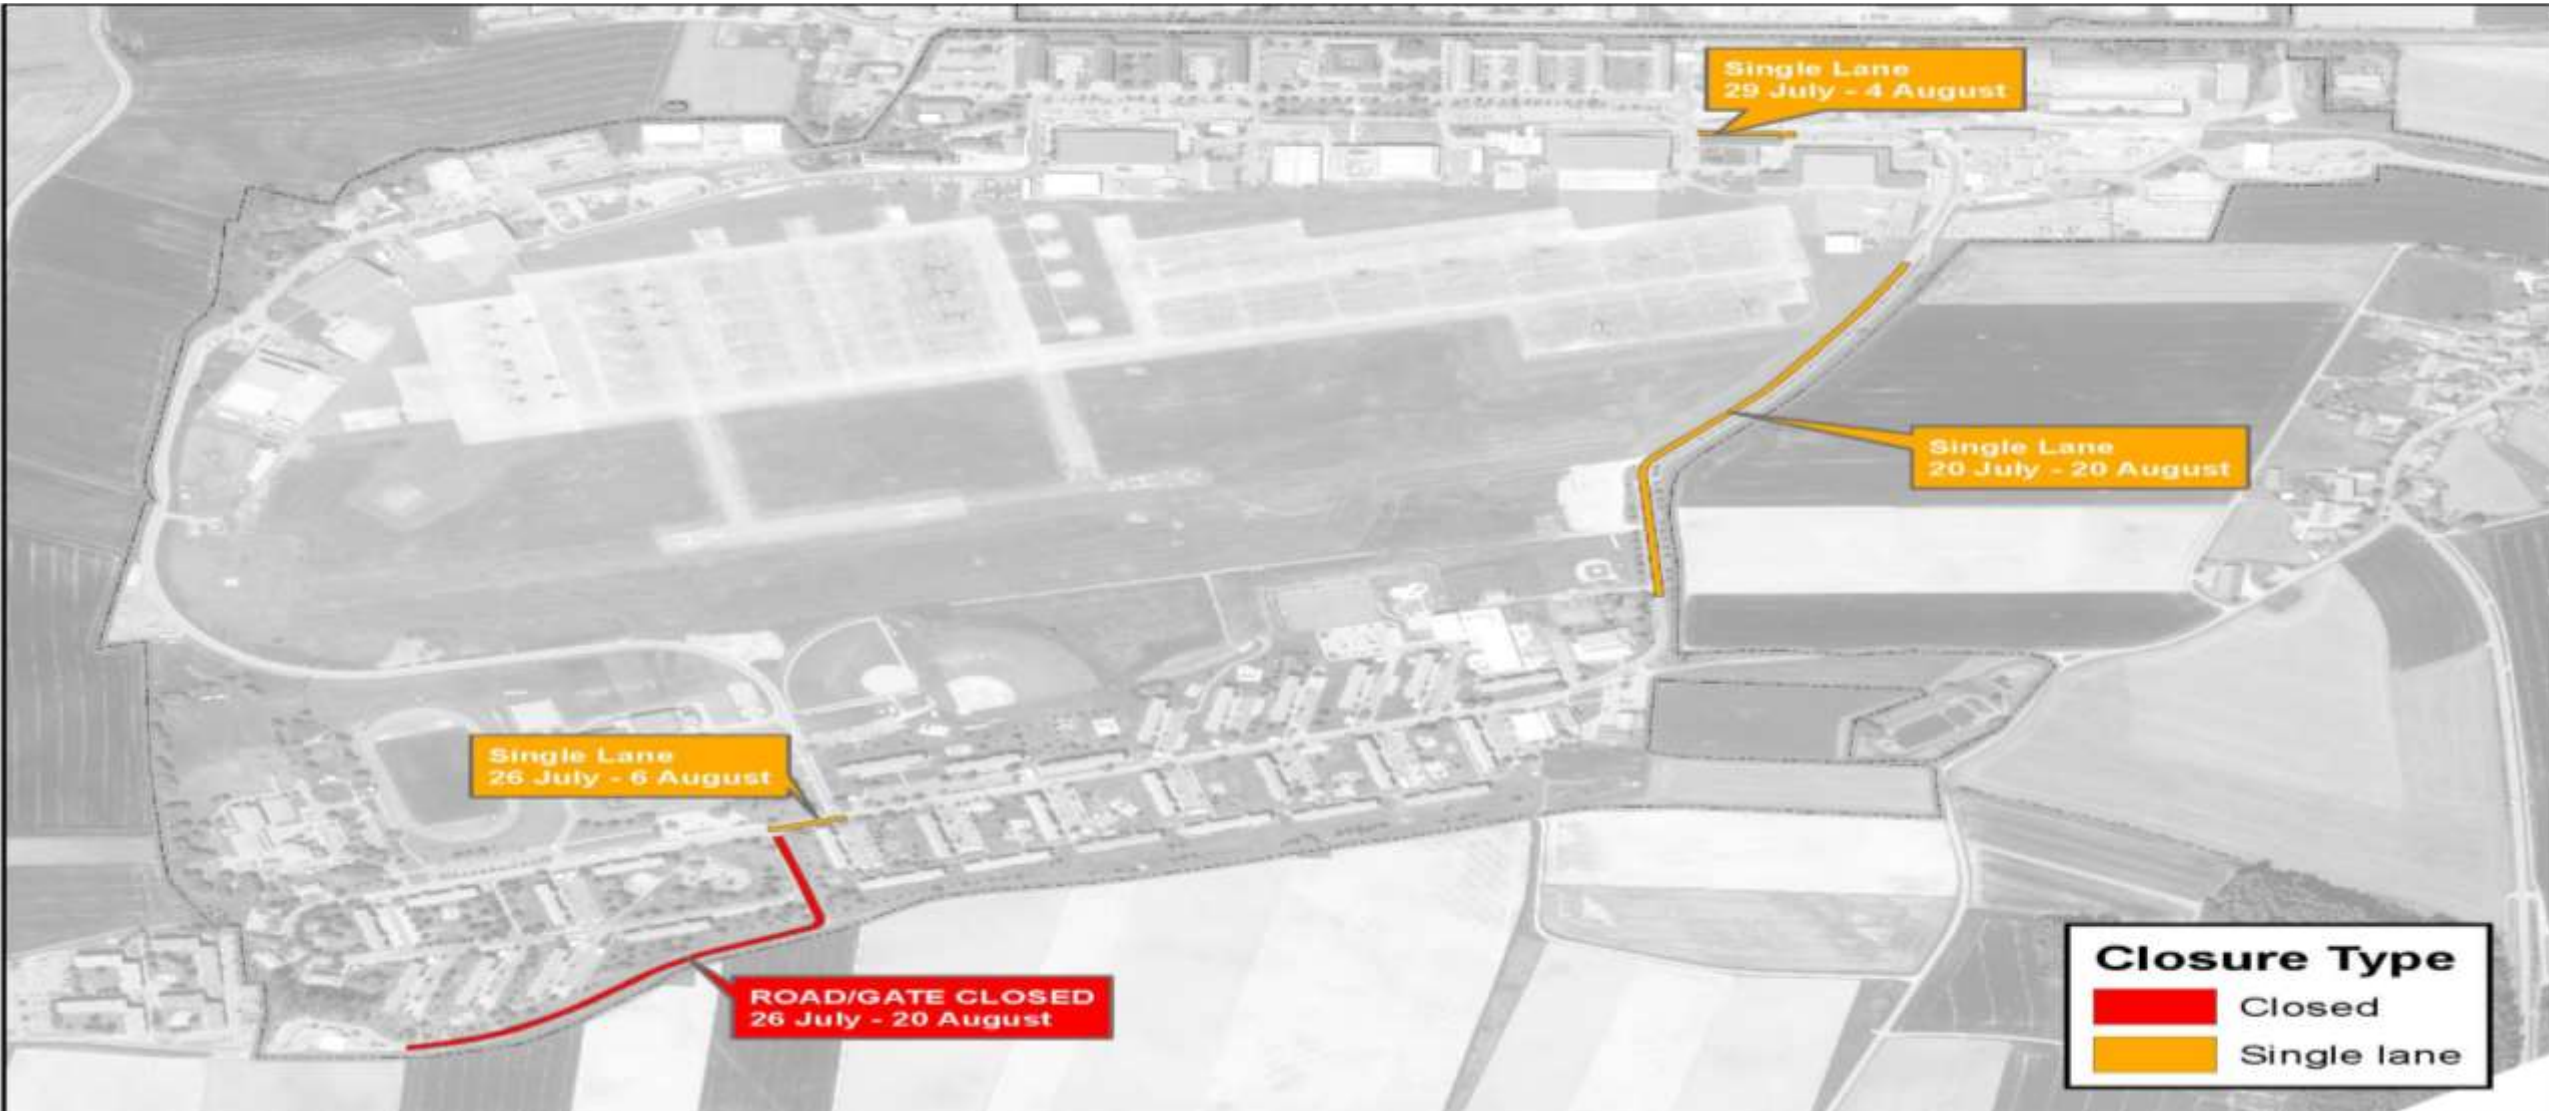 Single Lane
29 July - 4 August
Single Lane
20 July - 20 August
Single Lane
26 July - 6 August
ROAD/GATE CLOSED
26 July - 20 August
Closure Type
Closed
Single lane